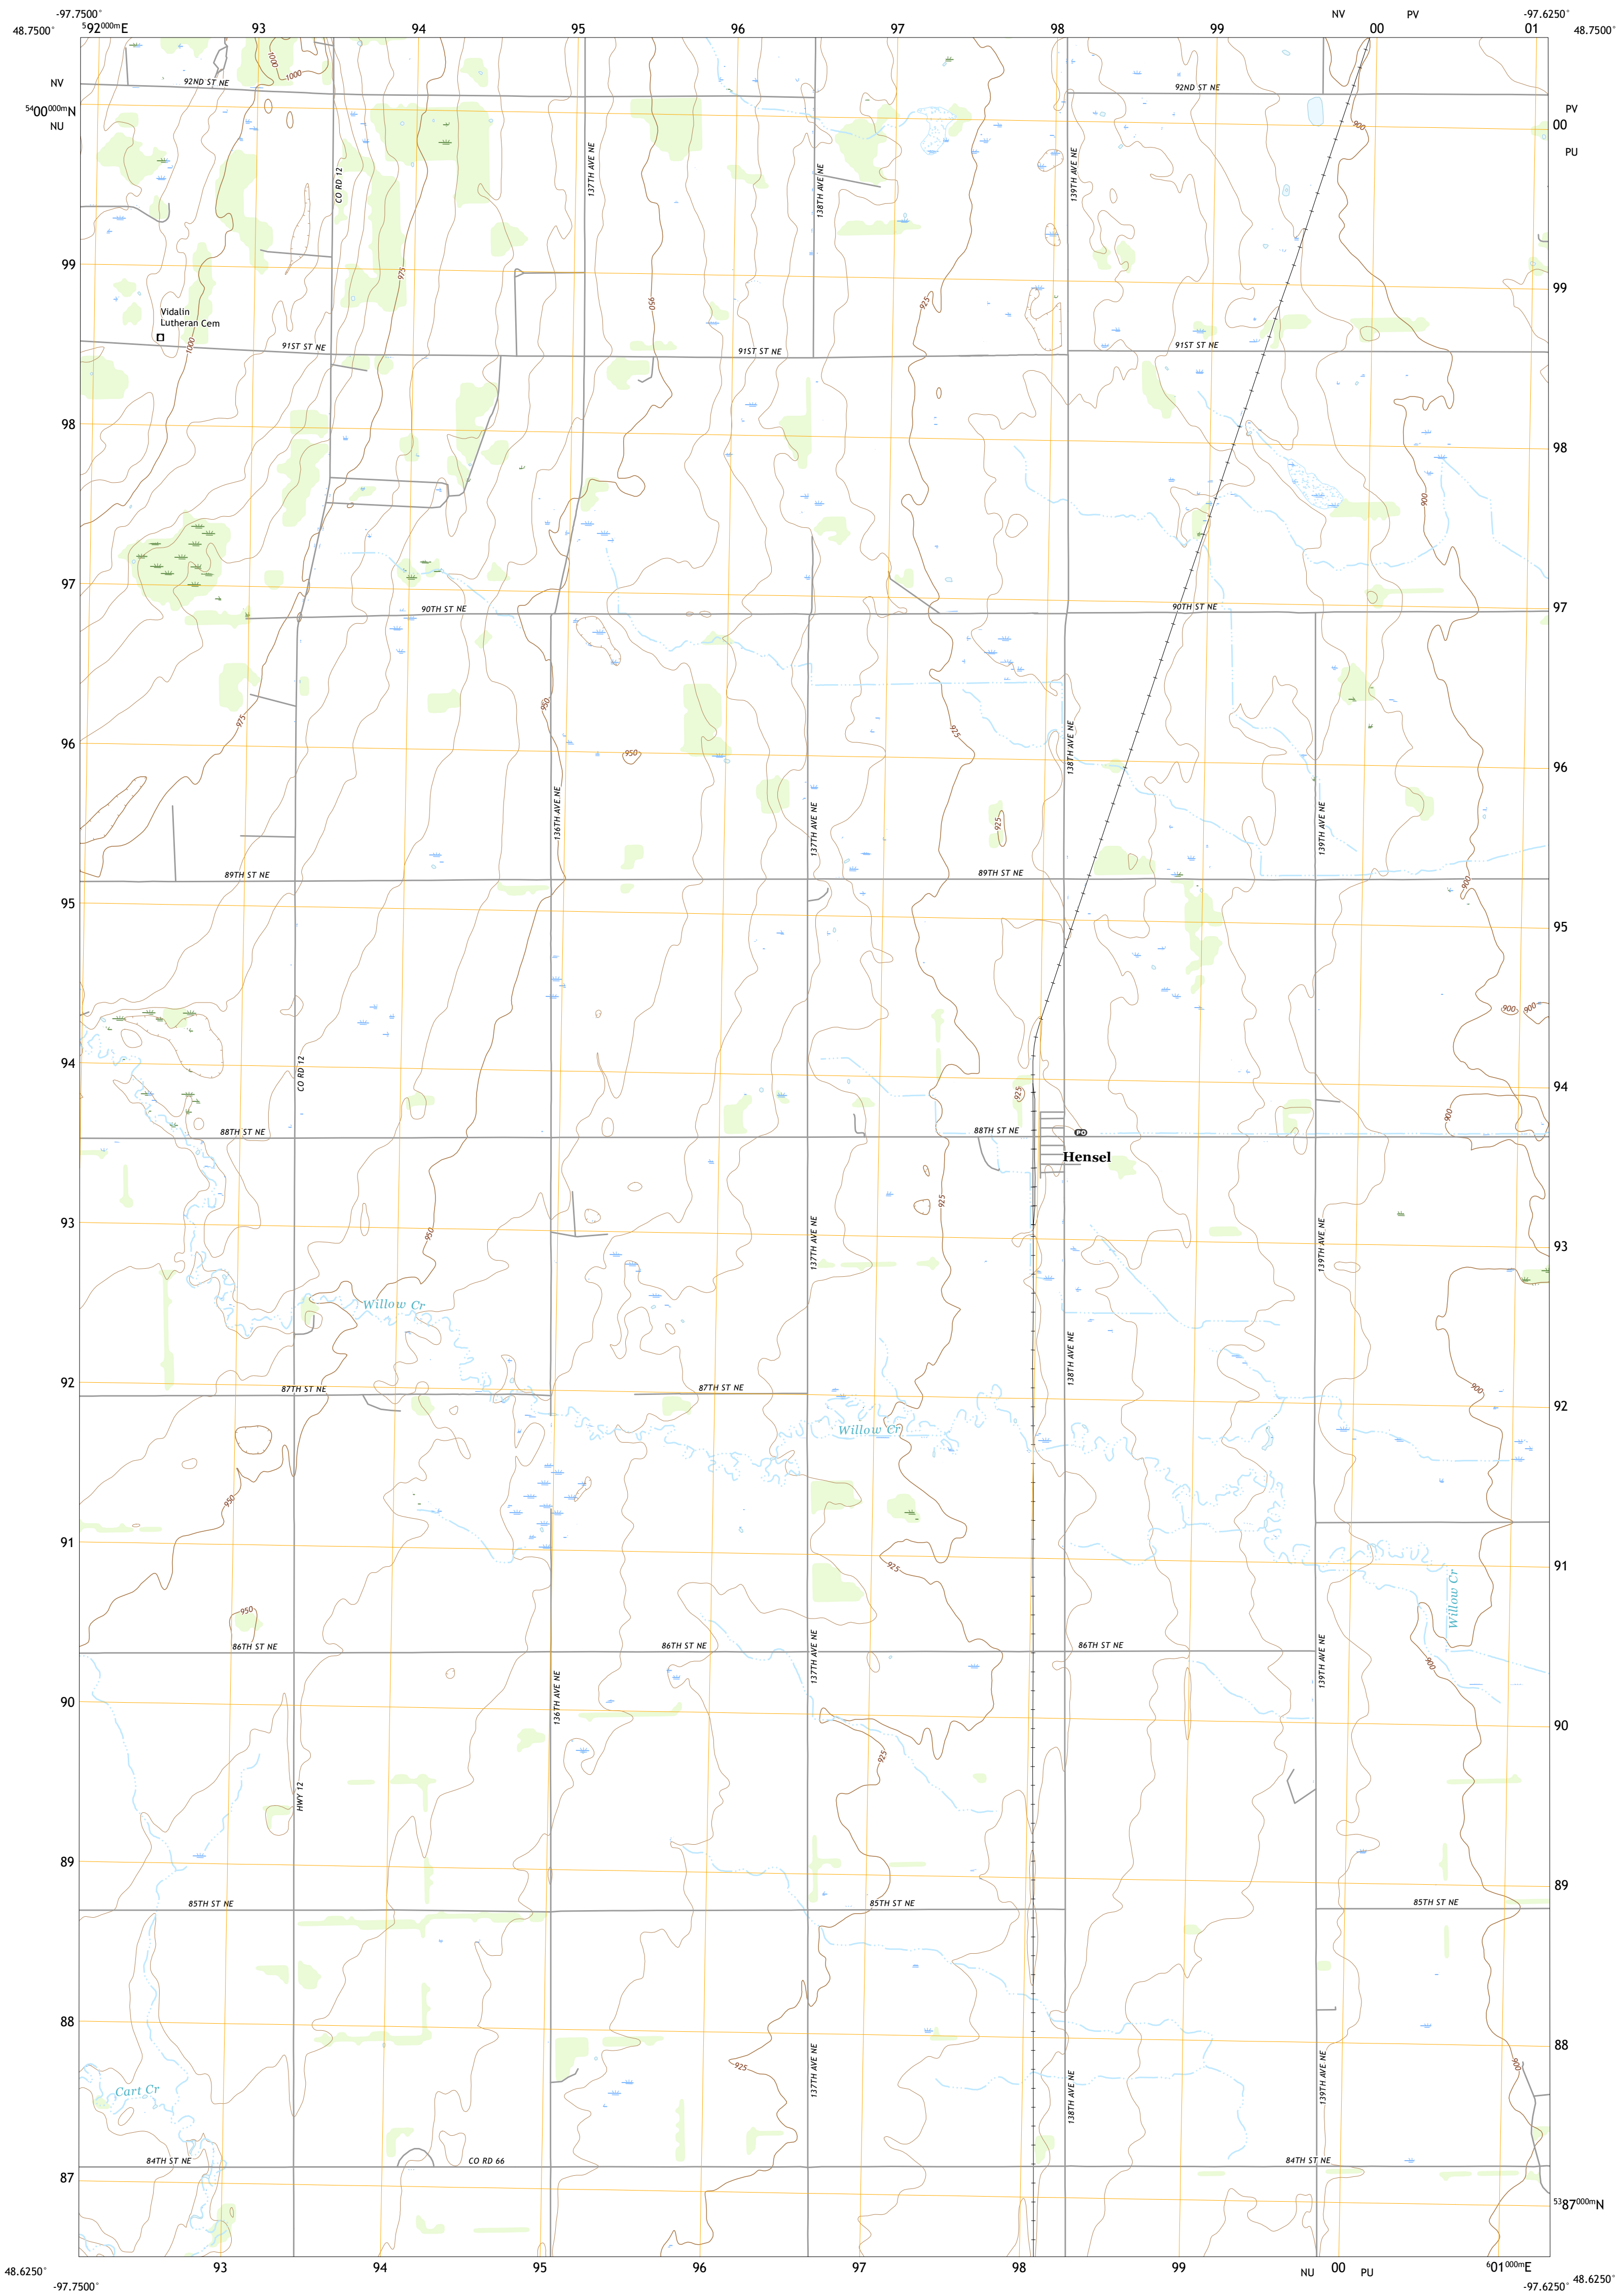 -97.7500°
-97.6250°
48.7500°
⁵92⁰⁰⁰ᵐE
93
94
95
96
97
98
99
NV
00
PV
01
48.7500°
NV
⁵⁴00⁰⁰⁰ᵐN
NU
PV
00
PU
92ND ST NE
92ND ST NE
1000
1000
900
CO RD 12
137TH AVE NE
138TH AVE NE
139TH AVE NE
99
99
975
950
925
Vidalin
Lutheran Cem
1000
91ST ST NE
91ST ST NE
91ST ST NE
98
98
900
97
97
90TH ST NE
90TH ST NE
975
950
950
925
96
96
138TH AVE NE
136TH AVE NE
137TH AVE NE
139TH AVE NE
925
89TH ST NE
89TH ST NE
900
95
95
900
900
94
94
CO RD 12
925
900
88TH ST NE
88TH ST NE
PO
Hensel
925
93
93
950
137TH AVE NE
139TH AVE NE
Willow Cr
138TH AVE NE
92
92
87TH ST NE
87TH ST NE
900
Willow Cr
950
91
91
925
Willow Cr
950
86TH ST NE
86TH ST NE
86TH ST NE
900
137TH AVE NE
139TH AVE NE
136TH AVE NE
90
90
925
HWY 12
89
89
85TH ST NE
85TH ST NE
85TH ST NE
88
88
925
900
137TH AVE NE
138TH AVE NE
139TH AVE NE
Cart Cr
84TH ST NE
CO RD 66
84TH ST NE
87
⁵³87⁰⁰⁰ᵐN
48.6250°
93
94
95
96
97
98
99
NU
00
PU
⁶01⁰⁰⁰ᵐE
48.6250°
-97.7500°
-97.6250°